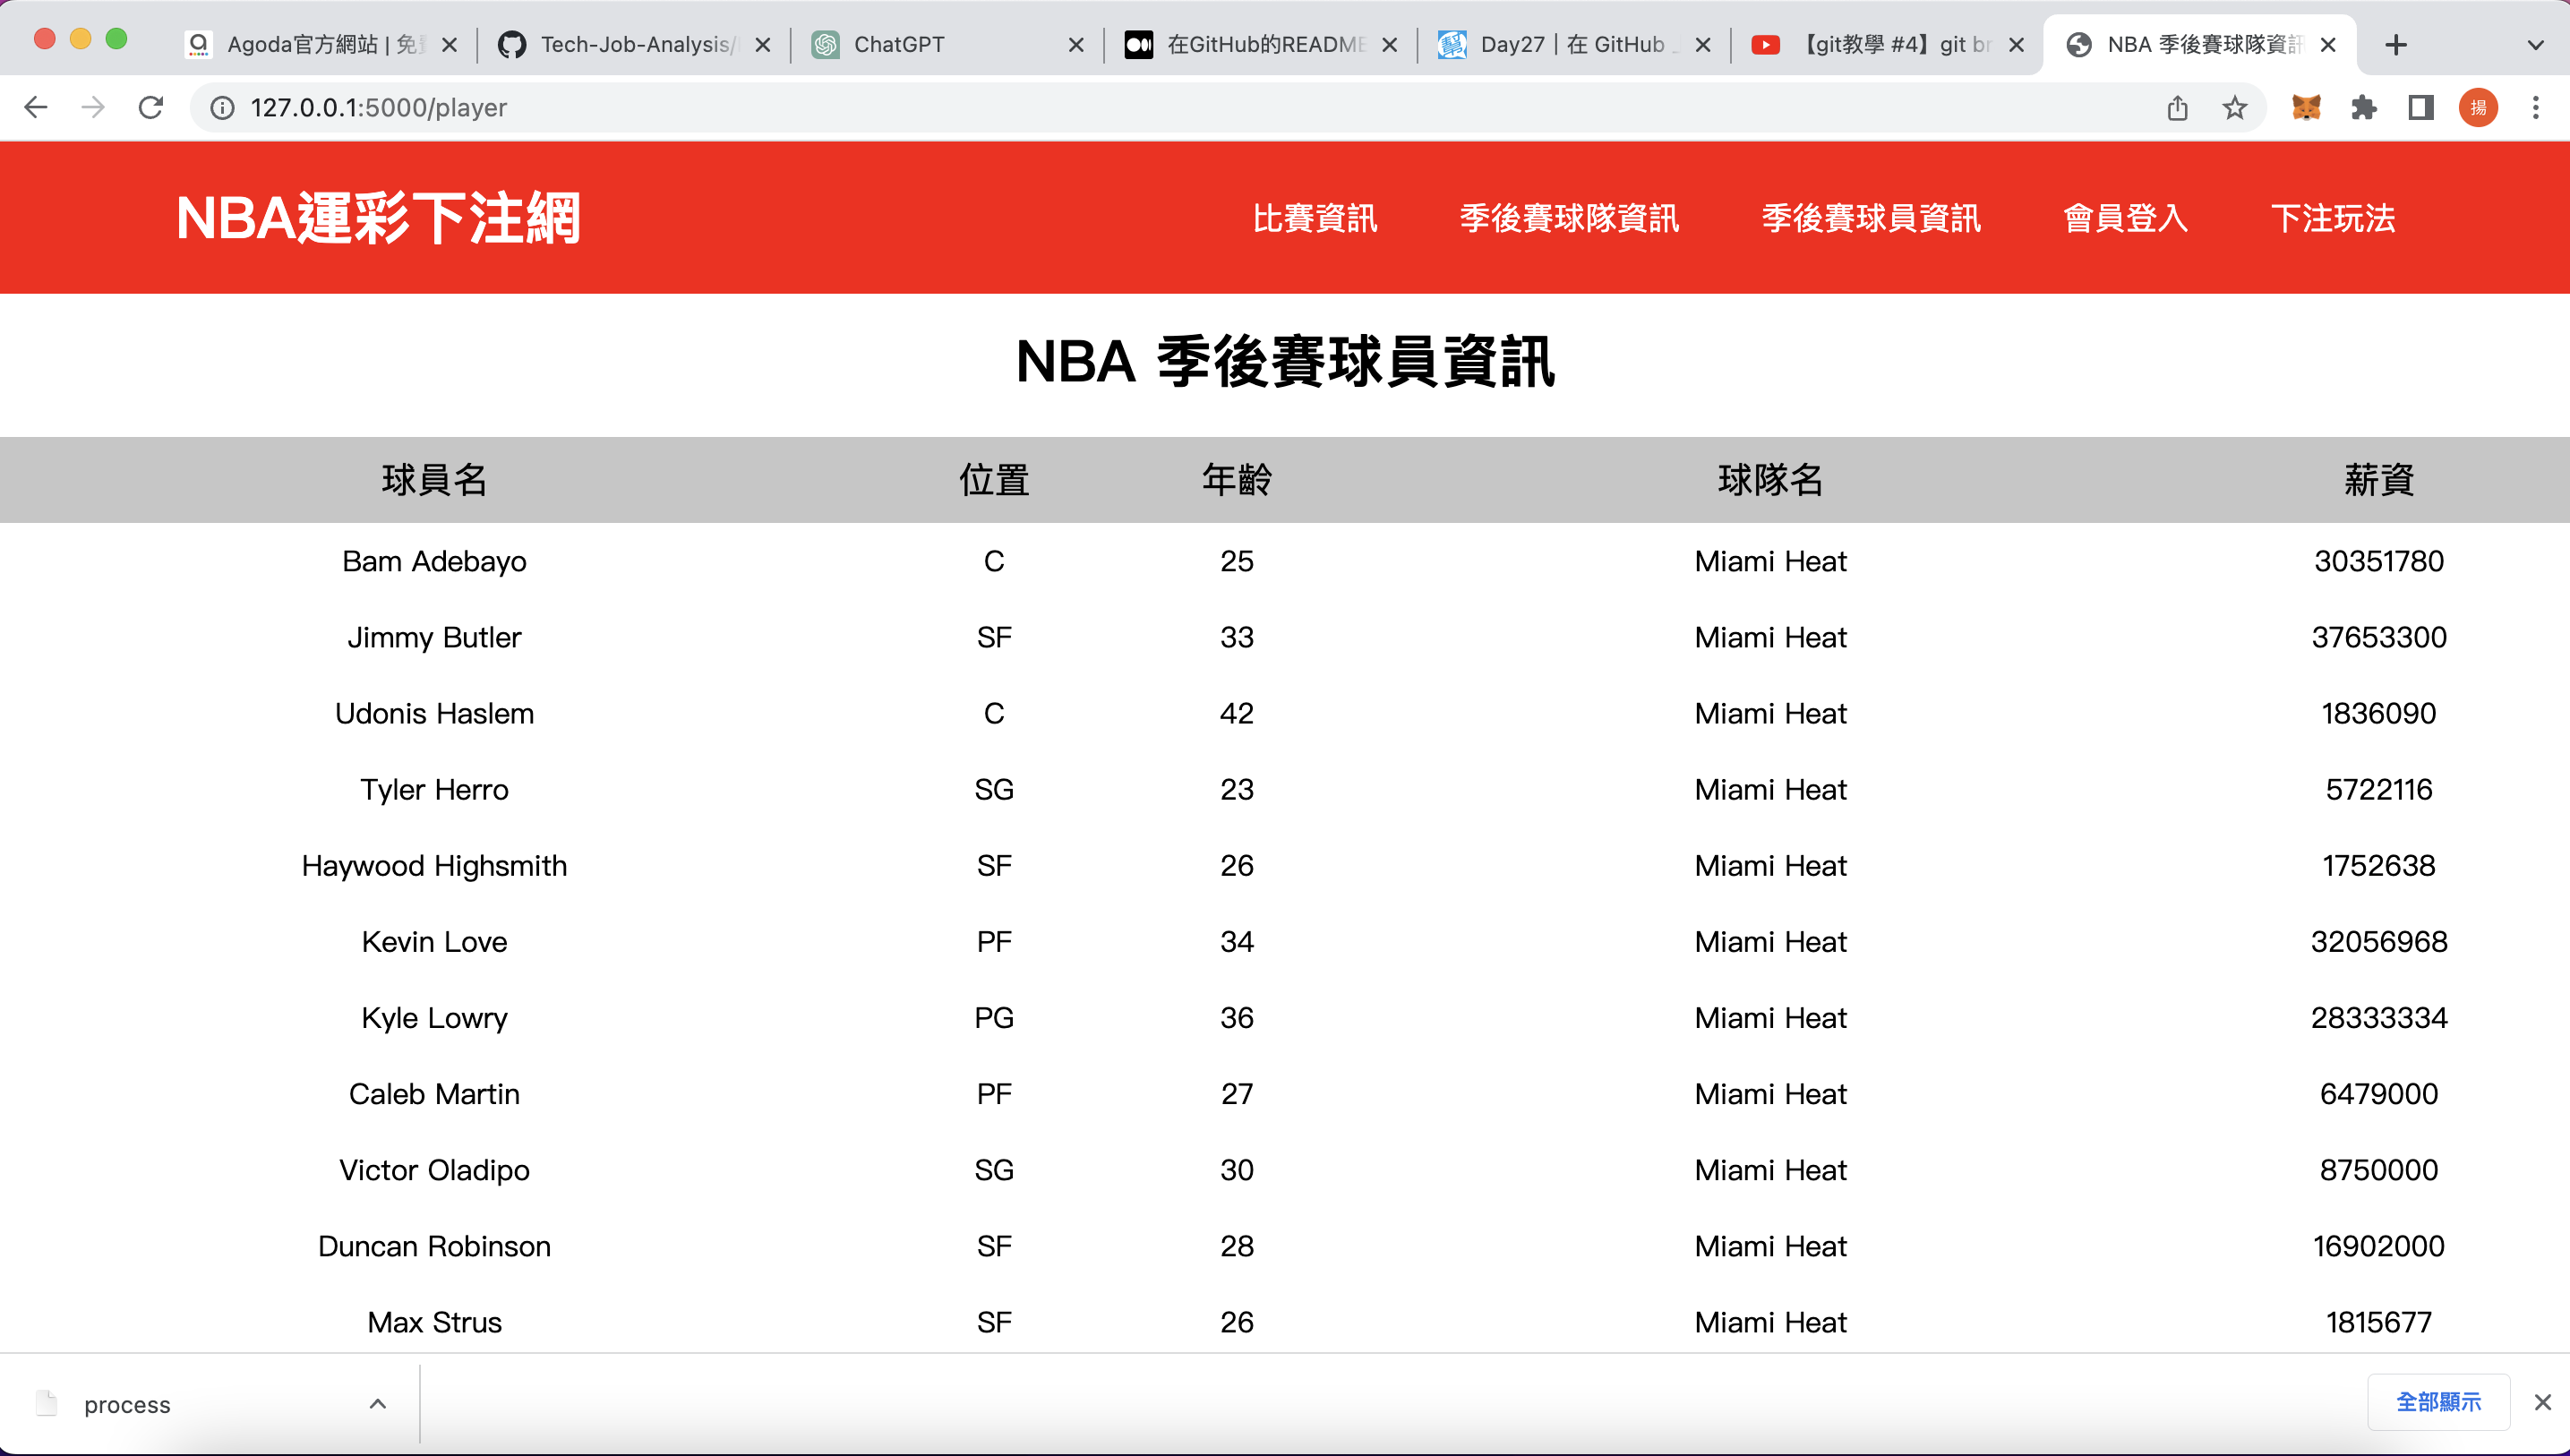 Agoda官方網站 | 免費
Tech-Job-Analysis/
ChatGPT
在GitHub的README
Day27 | 在 GitHub
【git教學 #4】git br
NBA 季後賽球隊資訊
127.0.0.1:5000/player
揚
NBA運彩下注網
比賽資訊 季後賽球隊資訊 季後賽球員資訊 會員登入 下注玩法
NBA 季後賽球員資訊
球員名 位置 年齡 球隊名 薪資
Bam Adebayo C 25 Miami Heat 30351780
Jimmy Butler SF 33 Miami Heat 37653300
Udonis Haslem C 42 Miami Heat 1836090
Tyler Herro SG 23 Miami Heat 5722116
Haywood Highsmith SF 26 Miami Heat 1752638
Kevin Love PF 34 Miami Heat 32056968
Kyle Lowry PG 36 Miami Heat 28333334
Caleb Martin PF 27 Miami Heat 6479000
Victor Oladipo SG 30 Miami Heat 8750000
Duncan Robinson SF 28 Miami Heat 16902000
Max Strus SF 26 Miami Heat 1815677
process
全部顯示